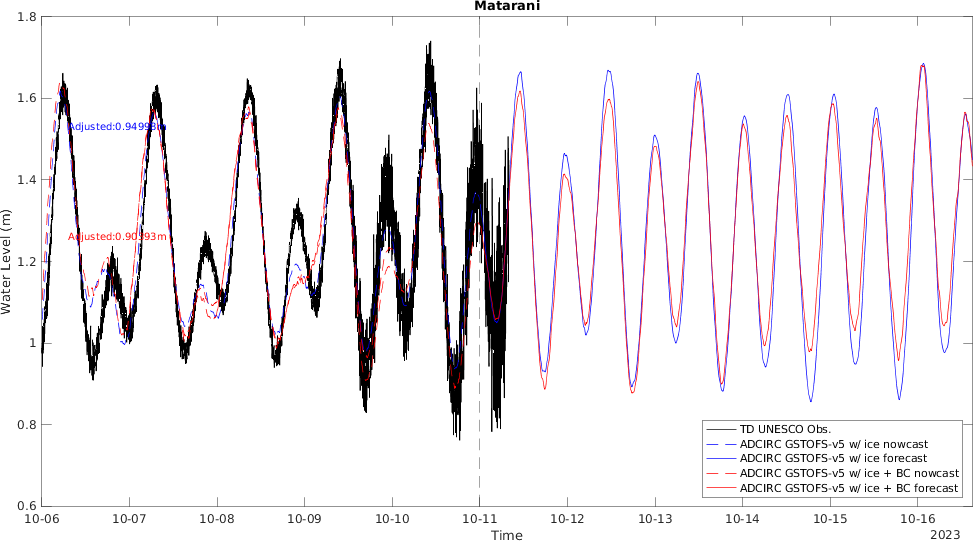 Matarani
1.8
1.6
1.4
1.2
1
0.8
0.6
Water Level (m)
Adjusted:0.94993m
Adjusted:0.90993m
TD UNESCO Obs.
ADCIRC GSTOFS-v5 w/ ice nowcast
ADCIRC GSTOFS-v5 w/ ice forecast
ADCIRC GSTOFS-v5 w/ ice + BC nowcast
ADCIRC GSTOFS-v5 w/ ice + BC forecast
10-06 10-07 10-08 10-09 10-10 10-11 10-12 10-13 10-14 10-15 10-16
Time
2023